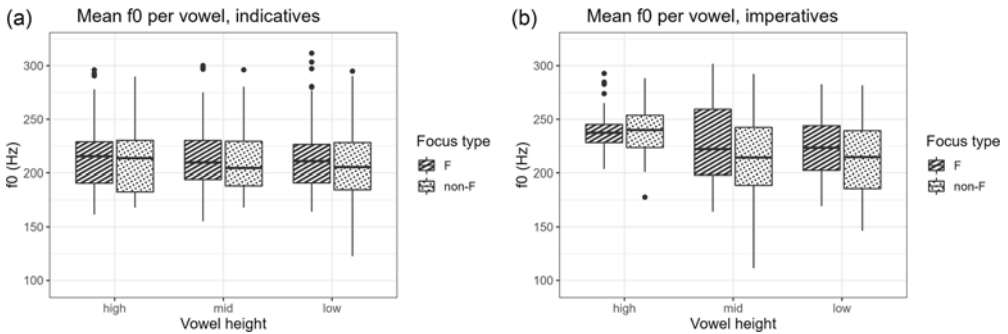 (a) Mean f0 per vowel, indicatives
300
250
200
150
100
f0 (Hz)
high mid low
Vowel height
Focus type
F
non-F
(b) Mean f0 per vowel, imperatives
300
250
200
150
100
f0 (Hz)
high mid low
Vowel height
Focus type
F
non-F